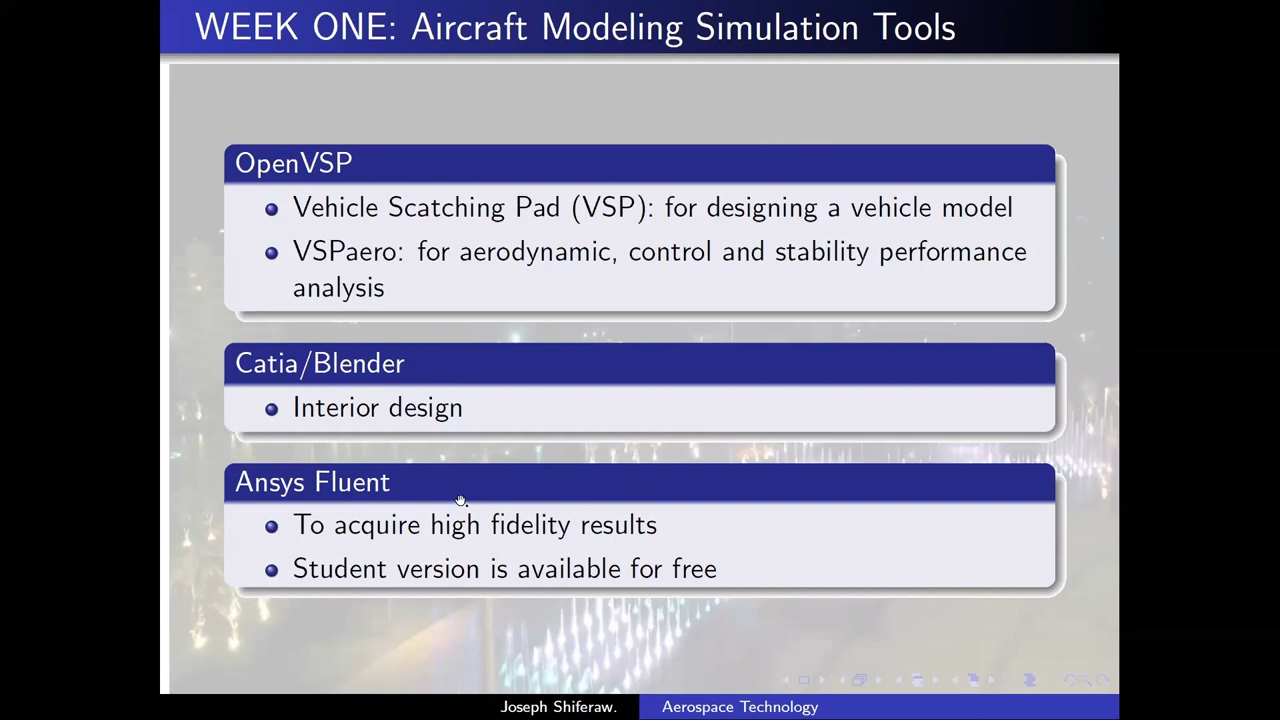 WEEK ONE: Aircraft Modeling Simulation Tools
OpenVSP
Vehicle Scatching Pad (VSP): for designing a vehicle model
VSPaero: for aerodynamic, control and stability performance
analysis
Catia/Blender
Interior design
Ansys Fluent
To acquire high fidelity results
Student version is available for free
Joseph Shiferaw.
Aerospace Technology